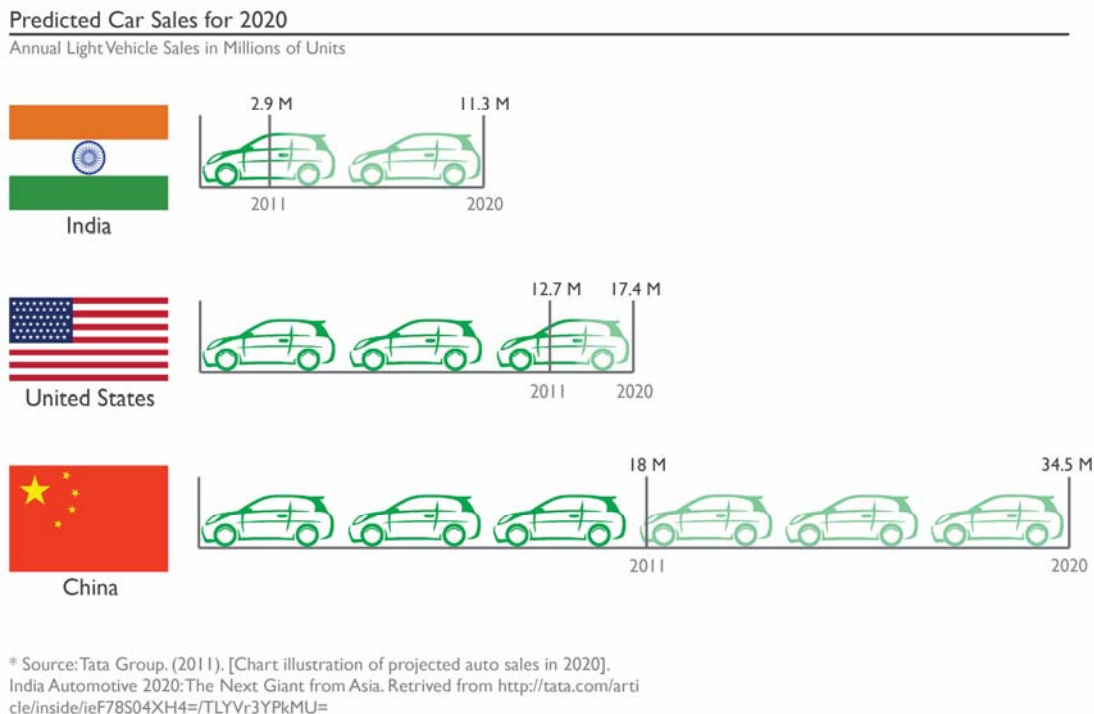 Predicted Car Sales for 2020
Annual Light Vehicle Sales in Millions of Units
2.9 M 11.3 M
2011 2020
India
12.7 M 17.4 M
2011 2020
United States
18 M 34.5 M
2011 2020
China
* Source: Tata Group. (2011). [Chart illustration of projected auto sales in 2020].
India Automotive 2020: The Next Giant from Asia. Retrived from http://tata.com/arti
cle/inside/ieF78S04XH4=/TLYVr3YPkMU=